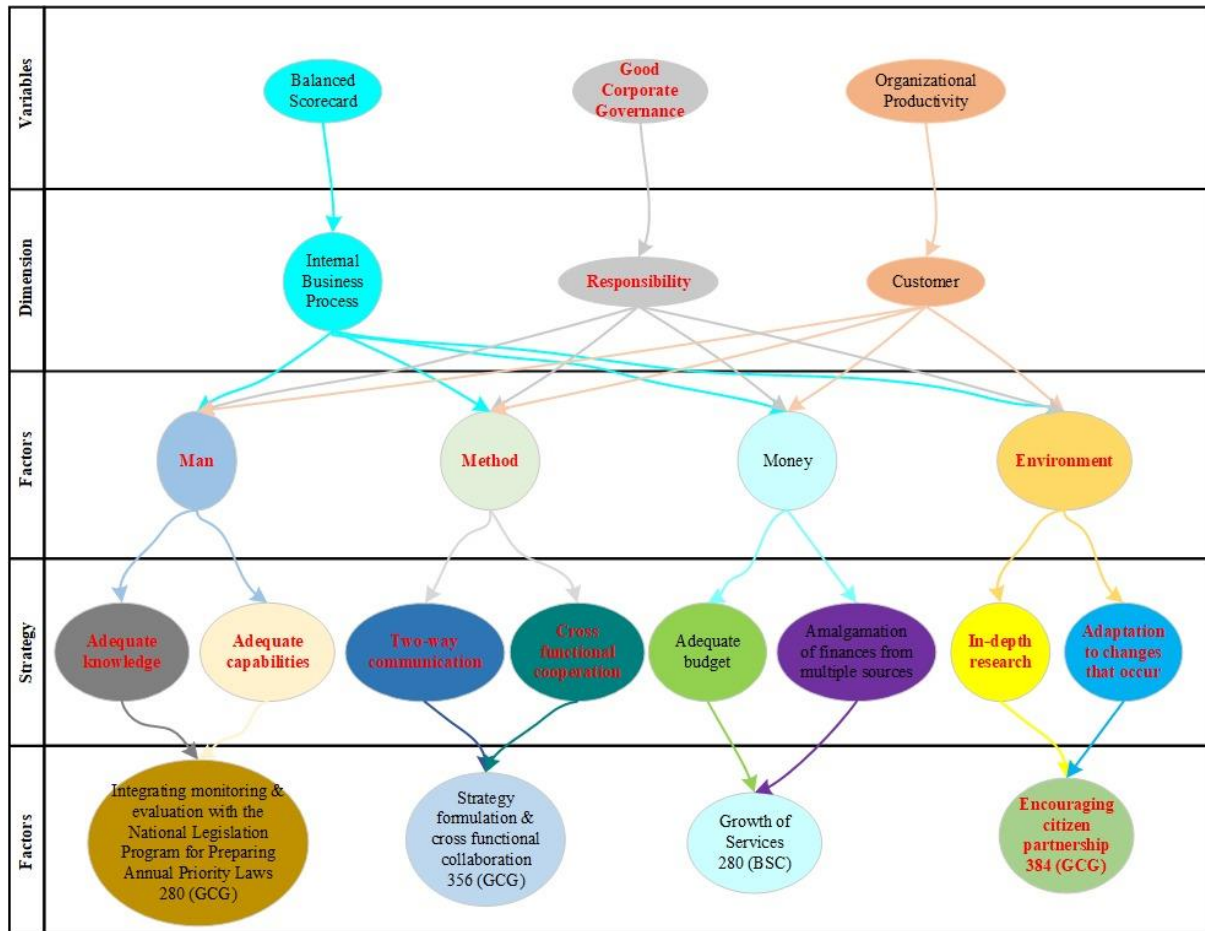 Variables
Balanced
Scorecard
Good
Corporate
Governance
Organizational
Productivity
Dimension
Internal
Business
Process
Responsibility
Customer
Factors
Man
Method
Money
Environment
Strategy
Adequate
knowledge
Adequate
capabilities
Two-way
communication
Cross
functional
cooperation
Adequate
budget
Amalgamation
of finances from
multiple sources
In-depth
research
Adaptation
to changes
that occur
Factors
Integrating monitoring &
evaluation with the
National Legislation
Program for Preparing
Annual Priority Laws
280 (GCG)
Strategy
formulation &
cross functional
collaboration
356 (GCG)
Growth of
Services
280 (BSC)
Encouraging
citizen
partnership
384 (GCG)